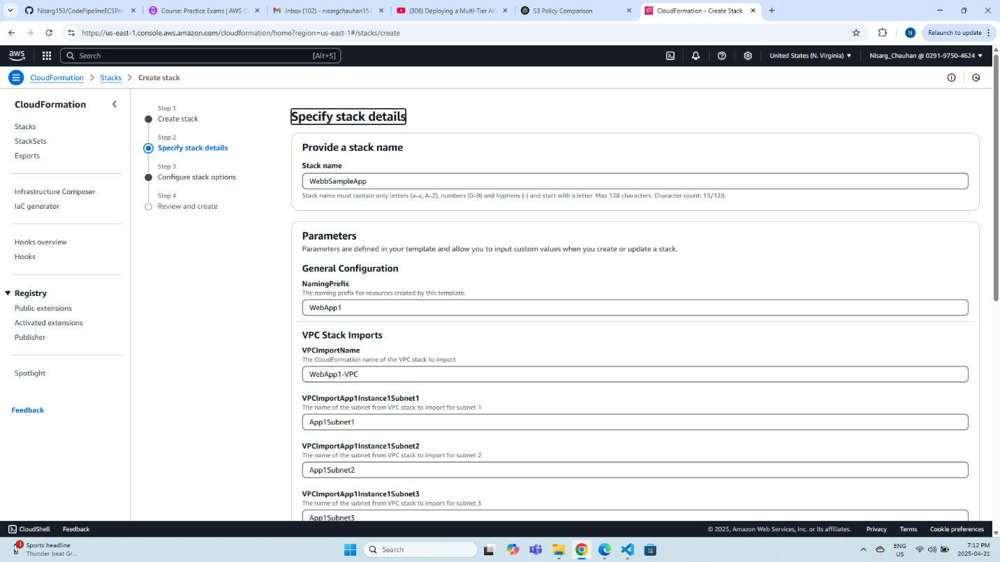 Nisarg153/CodePipelineECSPro
Course: Practice Exams | AWS C
Inbox (102) - nisargchauhan158
(306) Deploying a Multi-Tier AW
S3 Policy Comparison
CloudFormation – Create Stack
https://us-east-1.console.aws.amazon.com/cloudformation/home?region=us-east-1#/stacks/create
N
Relaunch to update
aws
Search
[Alt+S]
United States (N. Virginia)
Nisarg_Chauhan @ 0291-9750-4624
CloudFormation
Stacks
Create stack
CloudFormation
Stacks
StackSets
Exports
Infrastructure Composer
IaC generator
Hooks overview
Hooks
Registry
Public extensions
Activated extensions
Publisher
Spotlight
Feedback
Step 1
Create stack
Step 2
Specify stack details
Step 3
Configure stack options
Step 4
Review and create
Specify stack details
Provide a stack name
Stack name
WebbSampleApp
Stack name must contain only letters (a–z, A–Z), numbers (0–9) and hyphens (-) and start with a letter. Max 128 characters. Character count: 13/128.
Parameters
Parameters are defined in your template and allow you to input custom values when you create or update a stack.
General Configuration
NamingPrefix
The naming prefix for resources created by this template.
WebApp1
VPC Stack Imports
VPCImportName
The CloudFormation name of the VPC stack to import
WebApp1-VPC
VPCImportApp1Instance1Subnet1
The name of the subnet from VPC stack to import for subnet 1
App1Subnet1
VPCImportApp1Instance1Subnet2
The name of the subnet from VPC stack to import for subnet 2
App1Subnet2
VPCImportApp1Instance1Subnet3
The name of the subnet from VPC stack to import for subnet 3
App1Subnet3
CloudShell
Feedback
© 2025, Amazon Web Services, Inc. or its affiliates.
Privacy
Terms
Cookie preferences
1
Sports headline
Thunder beat Gr...
Search
ENG
US
7:12 PM
2025-04-21